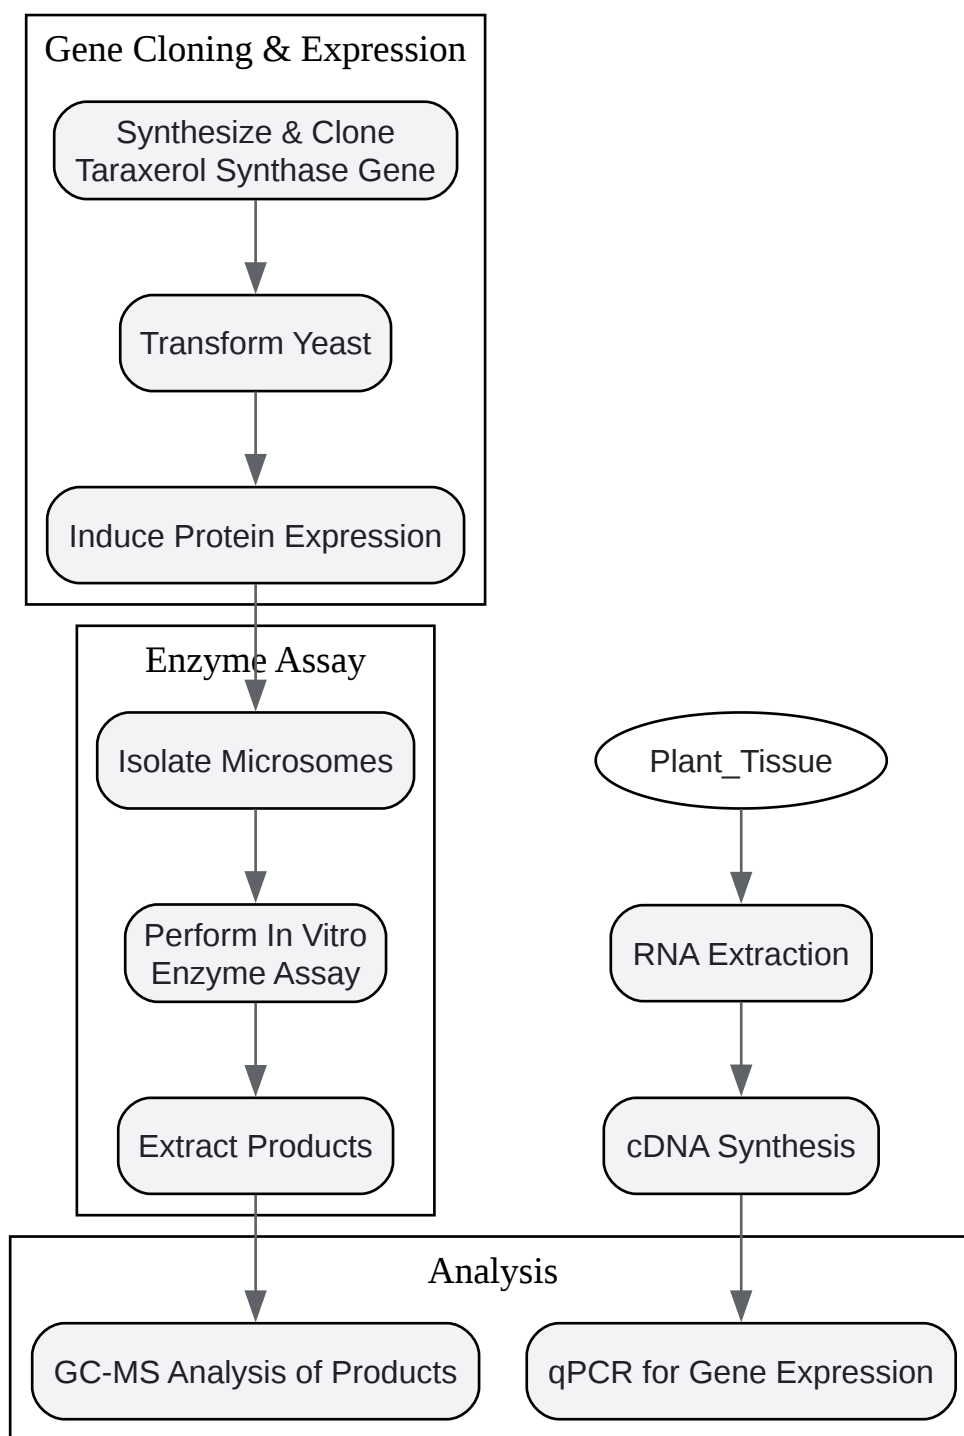 Gene Cloning & Expression
Synthesize & Clone
Taraxerol Synthase Gene
Transform Yeast
Induce Protein Expression
Enzyme Assay
Isolate Microsomes
Perform In Vitro
Enzyme Assay
Extract Products
Plant_Tissue
RNA Extraction
cDNA Synthesis
Analysis
GC-MS Analysis of Products
qPCR for Gene Expression